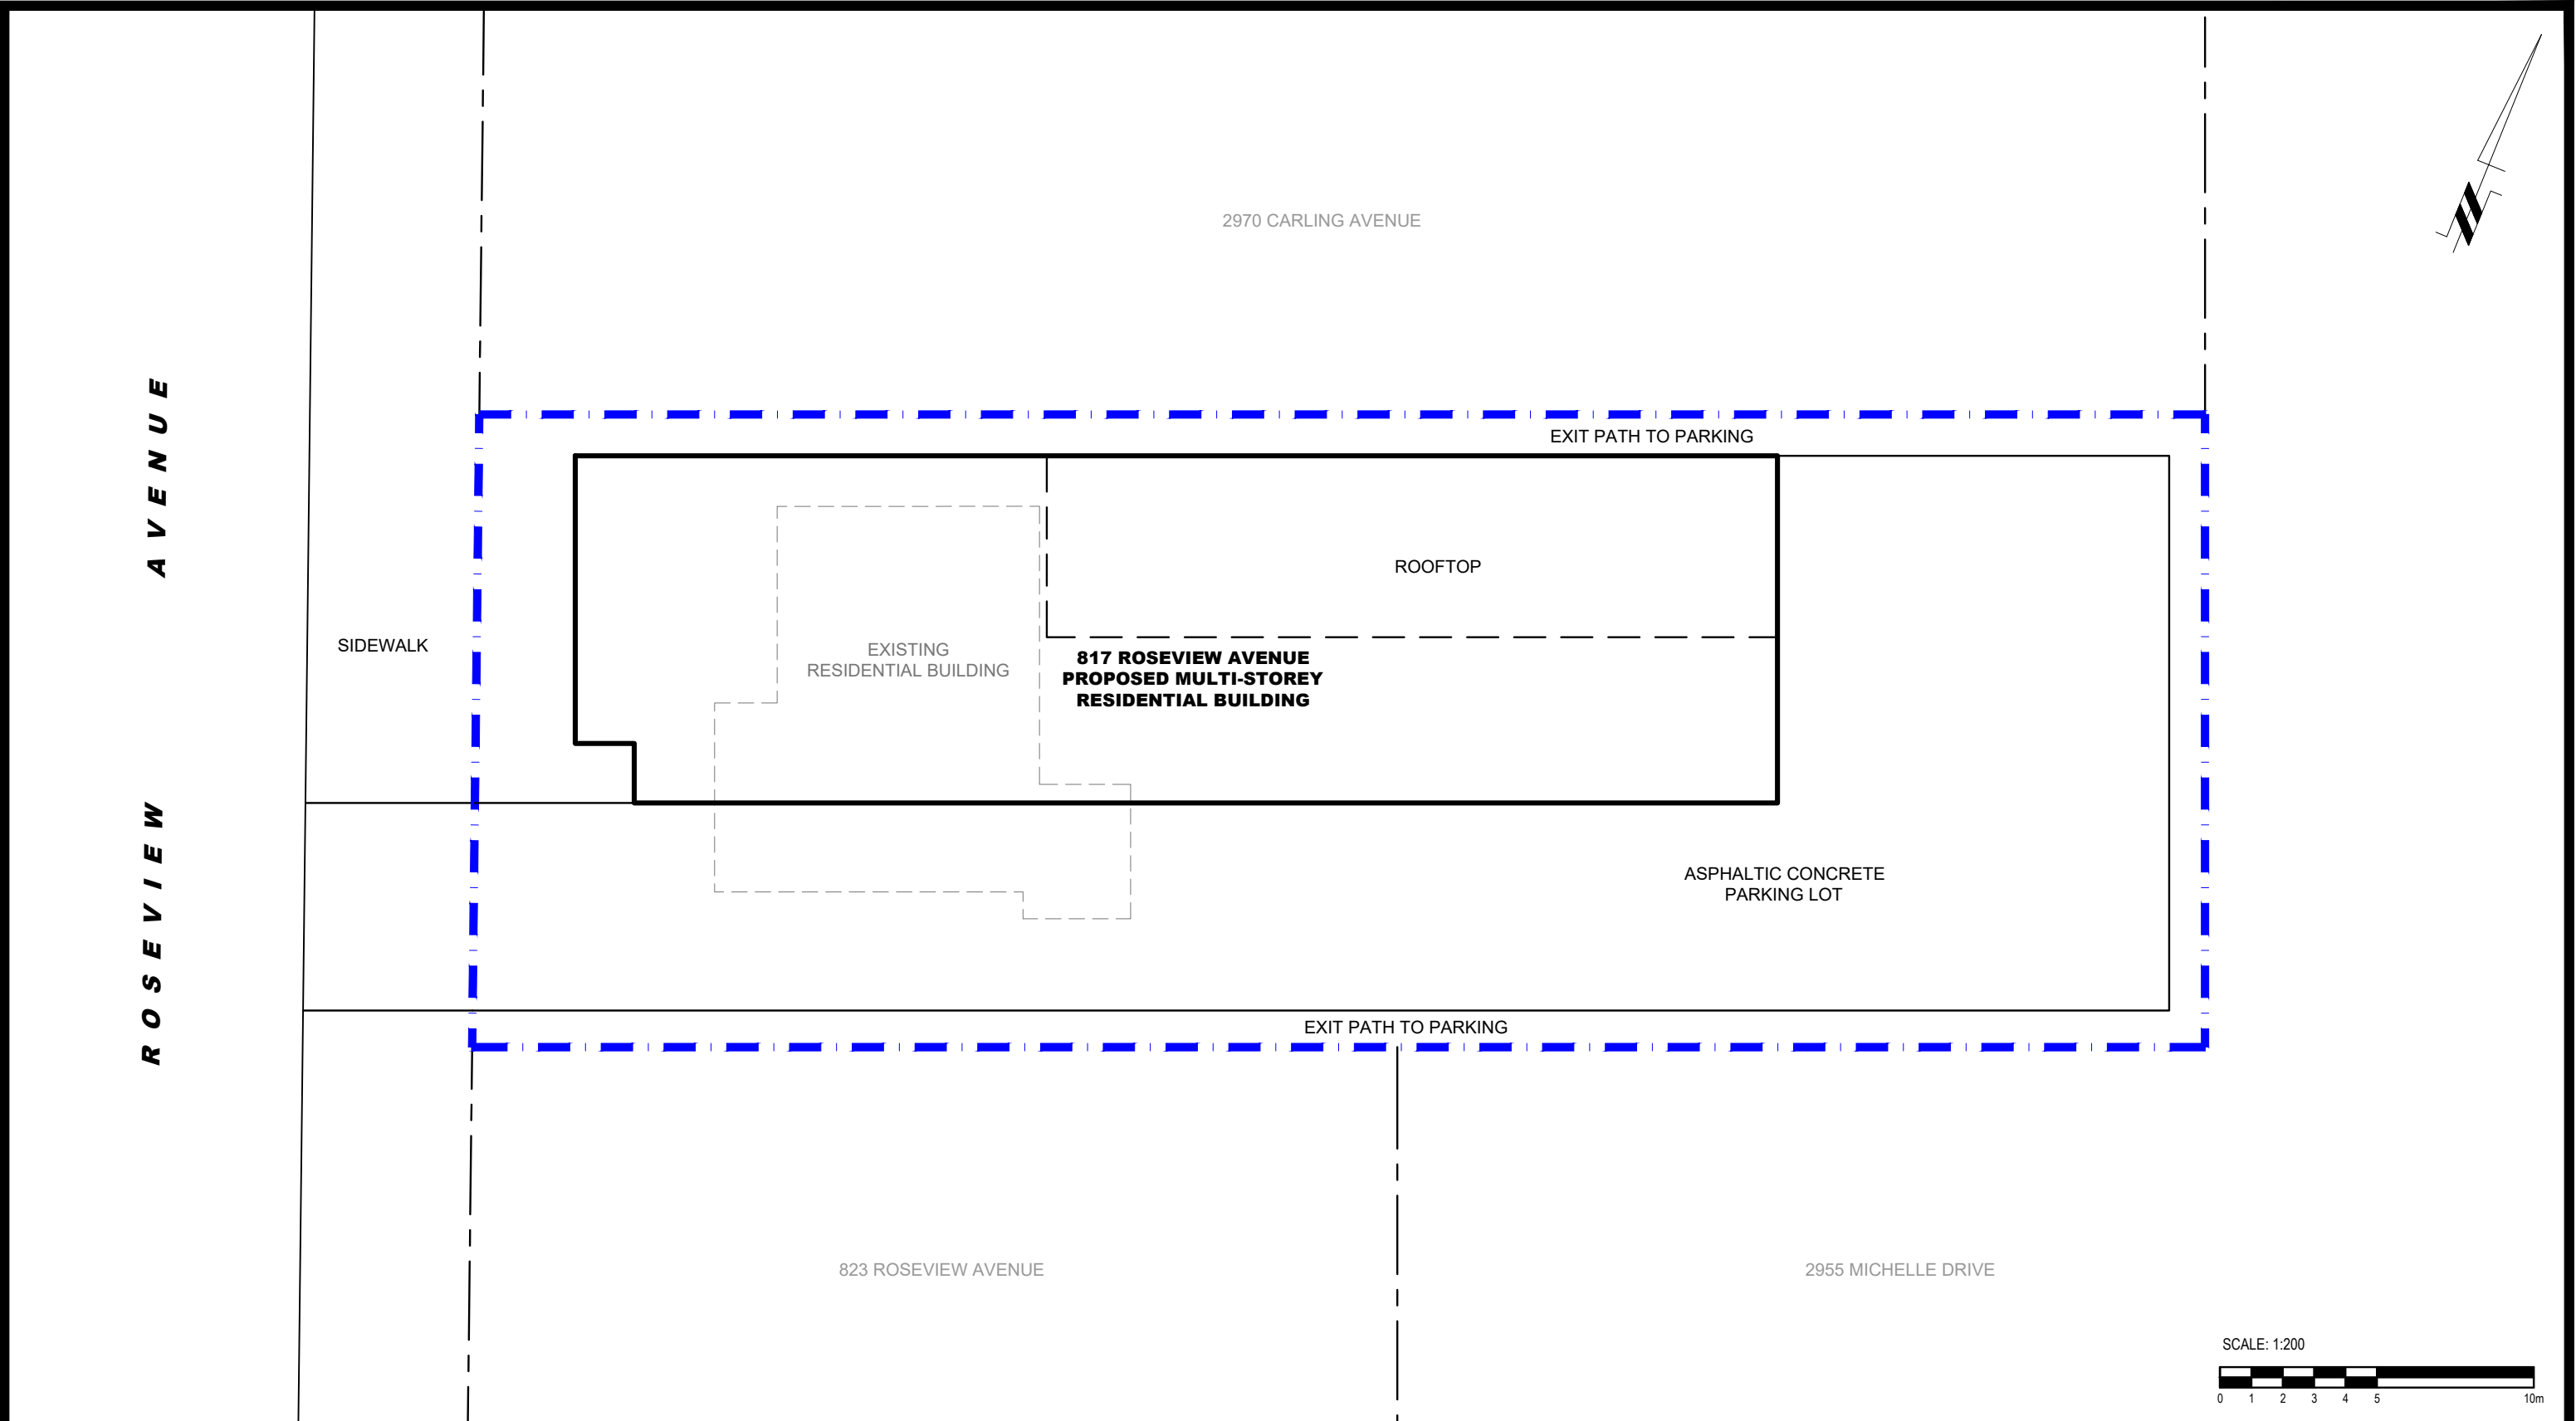 2970 CARLING AVENUE
EXIT PATH TO PARKING
ROOFTOP
SIDEWALK
EXISTING
RESIDENTIAL BUILDING
817 ROSEVIEW AVENUE
PROPOSED MULTI-STOREY
RESIDENTIAL BUILDING
ROSEVIEW AVENUE
ASPHALTIC CONCRETE
PARKING LOT
EXIT PATH TO PARKING
823 ROSEVIEW AVENUE
2955 MICHELLE DRIVE
SCALE: 1:200
0 1 2 3 4 5 10m